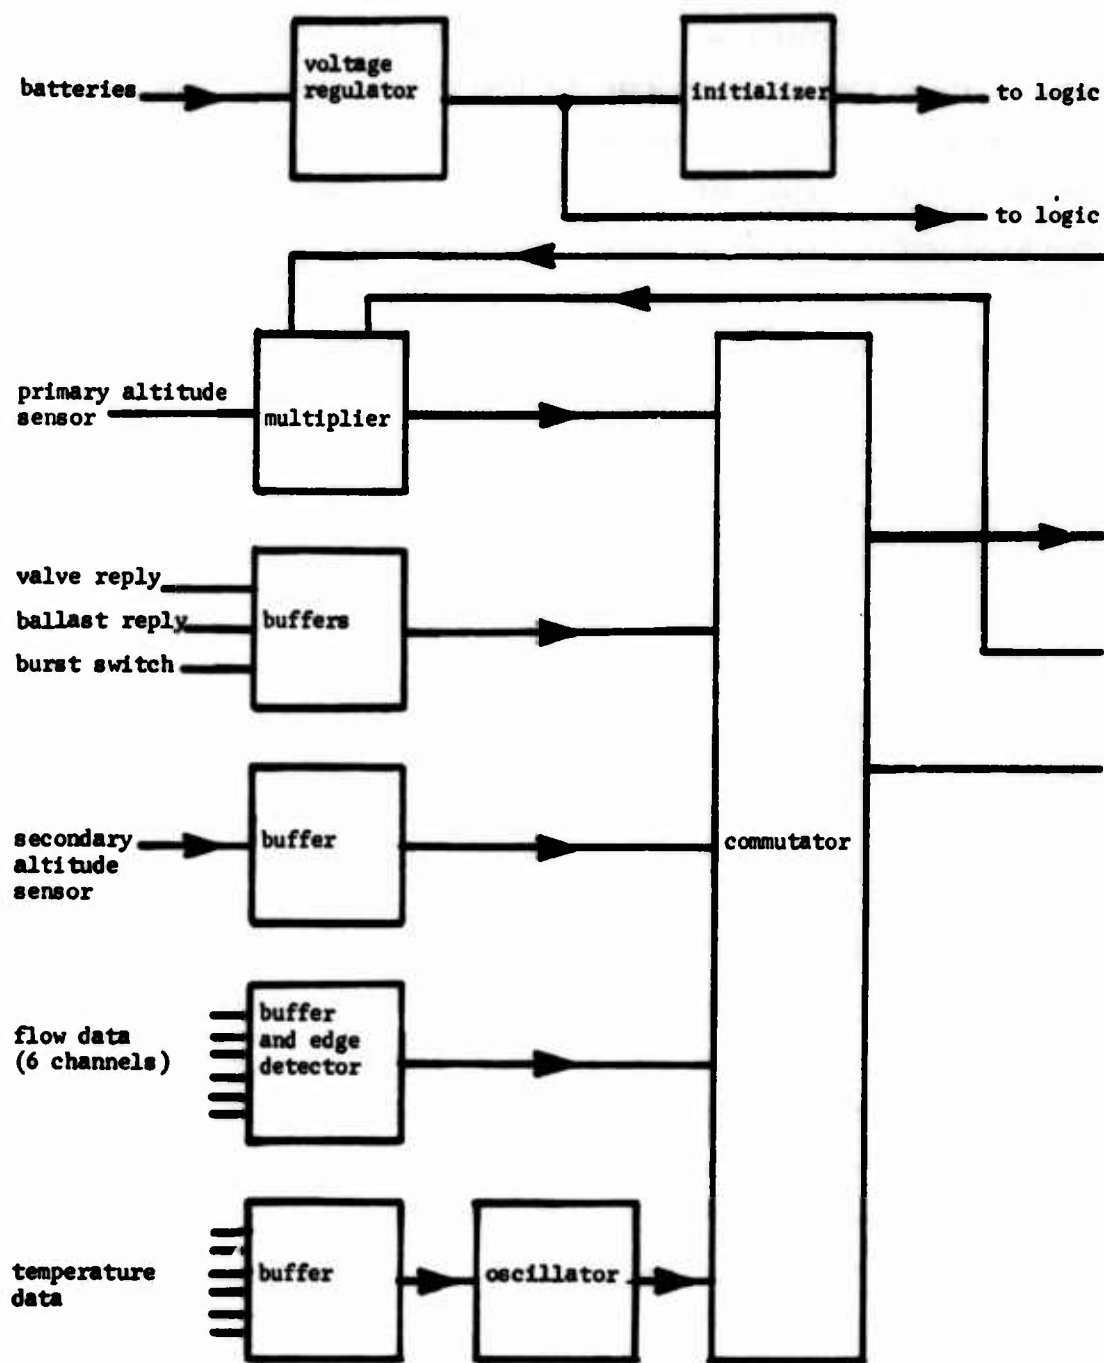 batteries
voltage
regulator
initializer
to logic
to logic
primary altitude
sensor
multiplier
valve reply
ballast reply
burst switch
buffers
secondary
altitude
sensor
buffer
commutator
flow data
(6 channels)
buffer
and edge
detector
temperature
data
buffer
oscillator